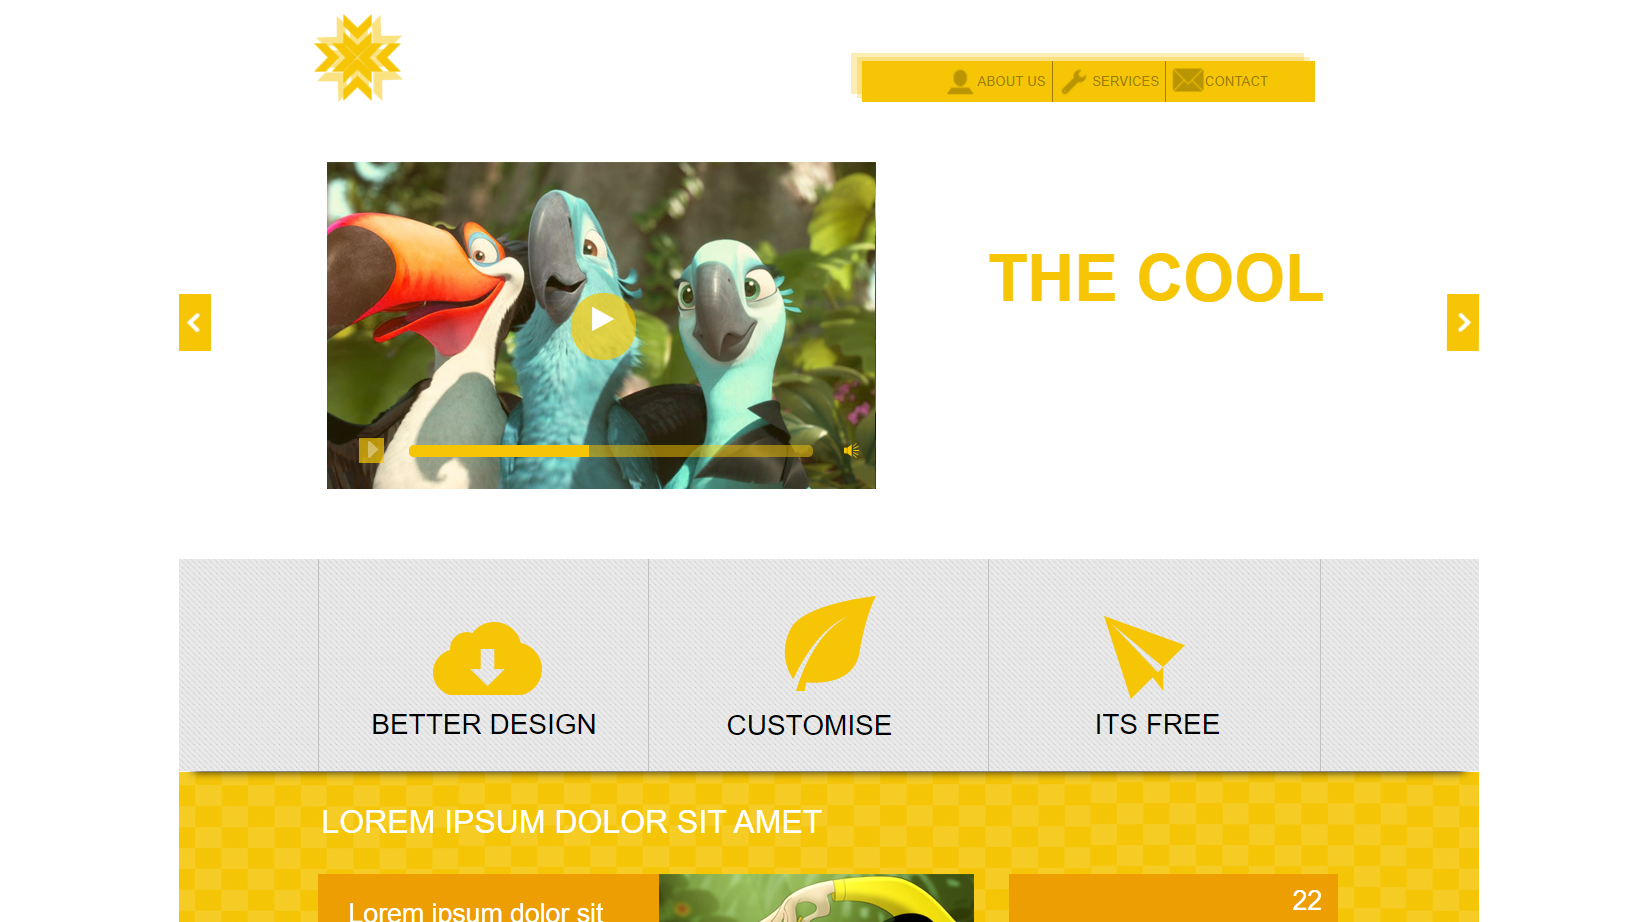 ABOUT US
SERVICES
CONTACT
THE COOL
BETTER DESIGN
CUSTOMISE
ITS FREE
LOREM IPSUM DOLOR SIT AMET
Lorem ipsum dolor sit
22